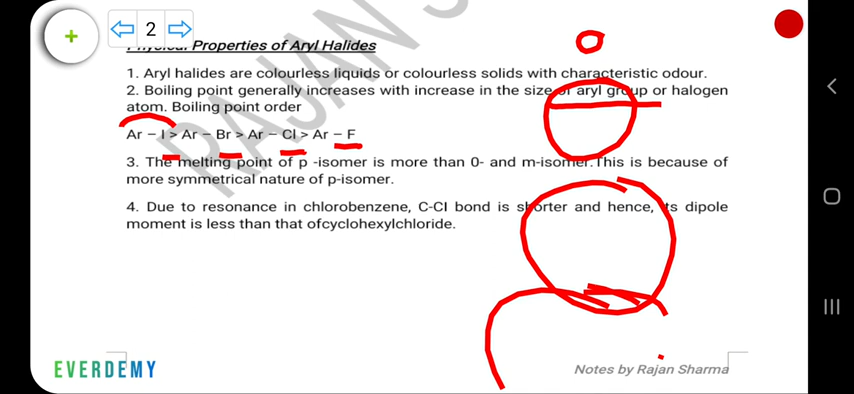 2
Physical Properties of Aryl Halides
1. Aryl halides are colourless liquids or colourless solids with characteristic odour.
2. Boiling point generally increases with increase in the size of aryl group or halogen
atom. Boiling point order
Ar – I > Ar – Br > Ar – Cl > Ar – F
3. The melting point of p -isomer is more than 0- and m-isomer.This is because of
more symmetrical nature of p-isomer.
4. Due to resonance in chlorobenzene, C-CI bond is shorter and hence, its dipole
moment is less than that ofcyclohexylchloride.
EVERDEMY
Notes by Rajan Sharma
RAJAN S